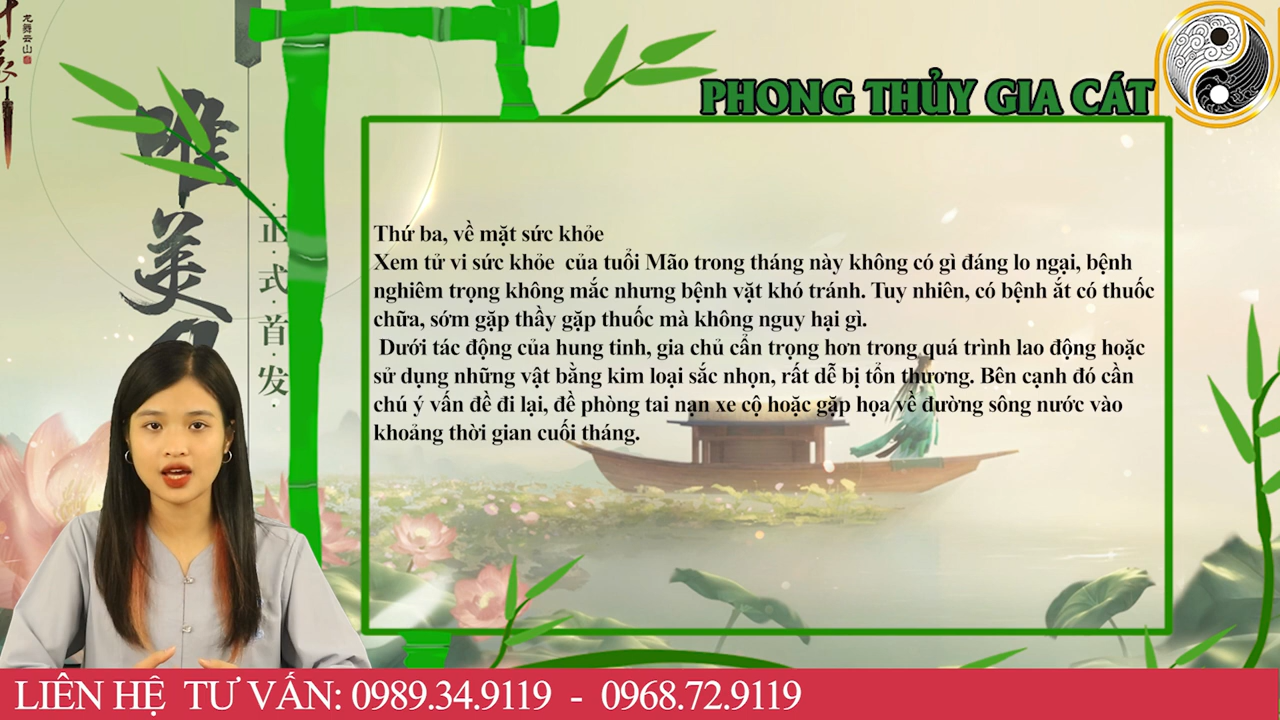 龙舞云山
唯美
正式首发
PHONG THỦY GIA CÁT
Thứ ba, về mặt sức khỏe
Xem tử vi sức khỏe  của tuổi Mão trong tháng này không có gì đáng lo ngại, bệnh
nghiêm trọng không mắc nhưng bệnh vặt khó tránh. Tuy nhiên, có bệnh ắt có thuốc
chữa, sớm gặp thầy gặp thuốc mà không nguy hại gì.
Dưới tác động của hung tinh, gia chủ cẩn trọng hơn trong quá trình lao động hoặc
sử dụng những vật bằng kim loại sắc nhọn, rất dễ bị tổn thương. Bên cạnh đó cần
chú ý vấn đề đi lại, đề phòng tai nạn xe cộ hoặc gặp họa về đường sông nước vào
khoảng thời gian cuối tháng.
LIÊN HỆ  TƯ VẤN: 0989.34.9119  -  0968.72.9119